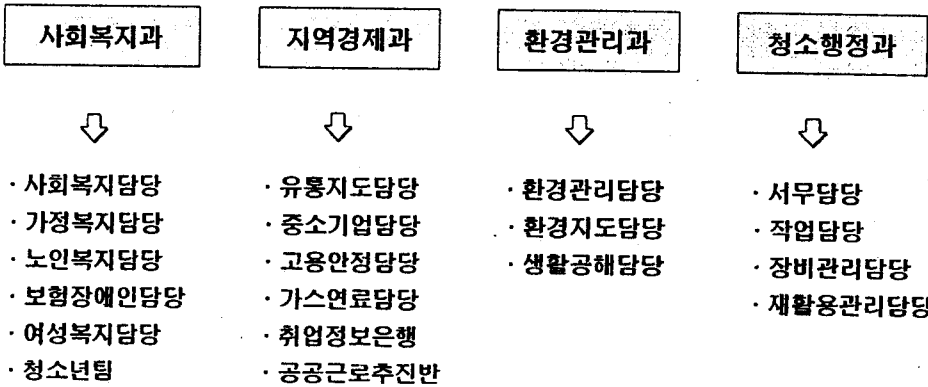 사회복지과
· 사회복지담당
· 가정복지담당
· 노인복지담당
· 보험장애인담당
· 여성복지담당
· 청소년팀
지역경제과
· 유통지도담당
· 중소기업담당
· 고용안정담당
· 가스연료담당
· 취업정보은행
· 공공근로추진반
환경관리과
· 환경관리담당
· 환경지도담당
· 생활공해담당
청소행정과
· 서무담당
· 작업담당
· 장비관리담당
· 재활용관리담당